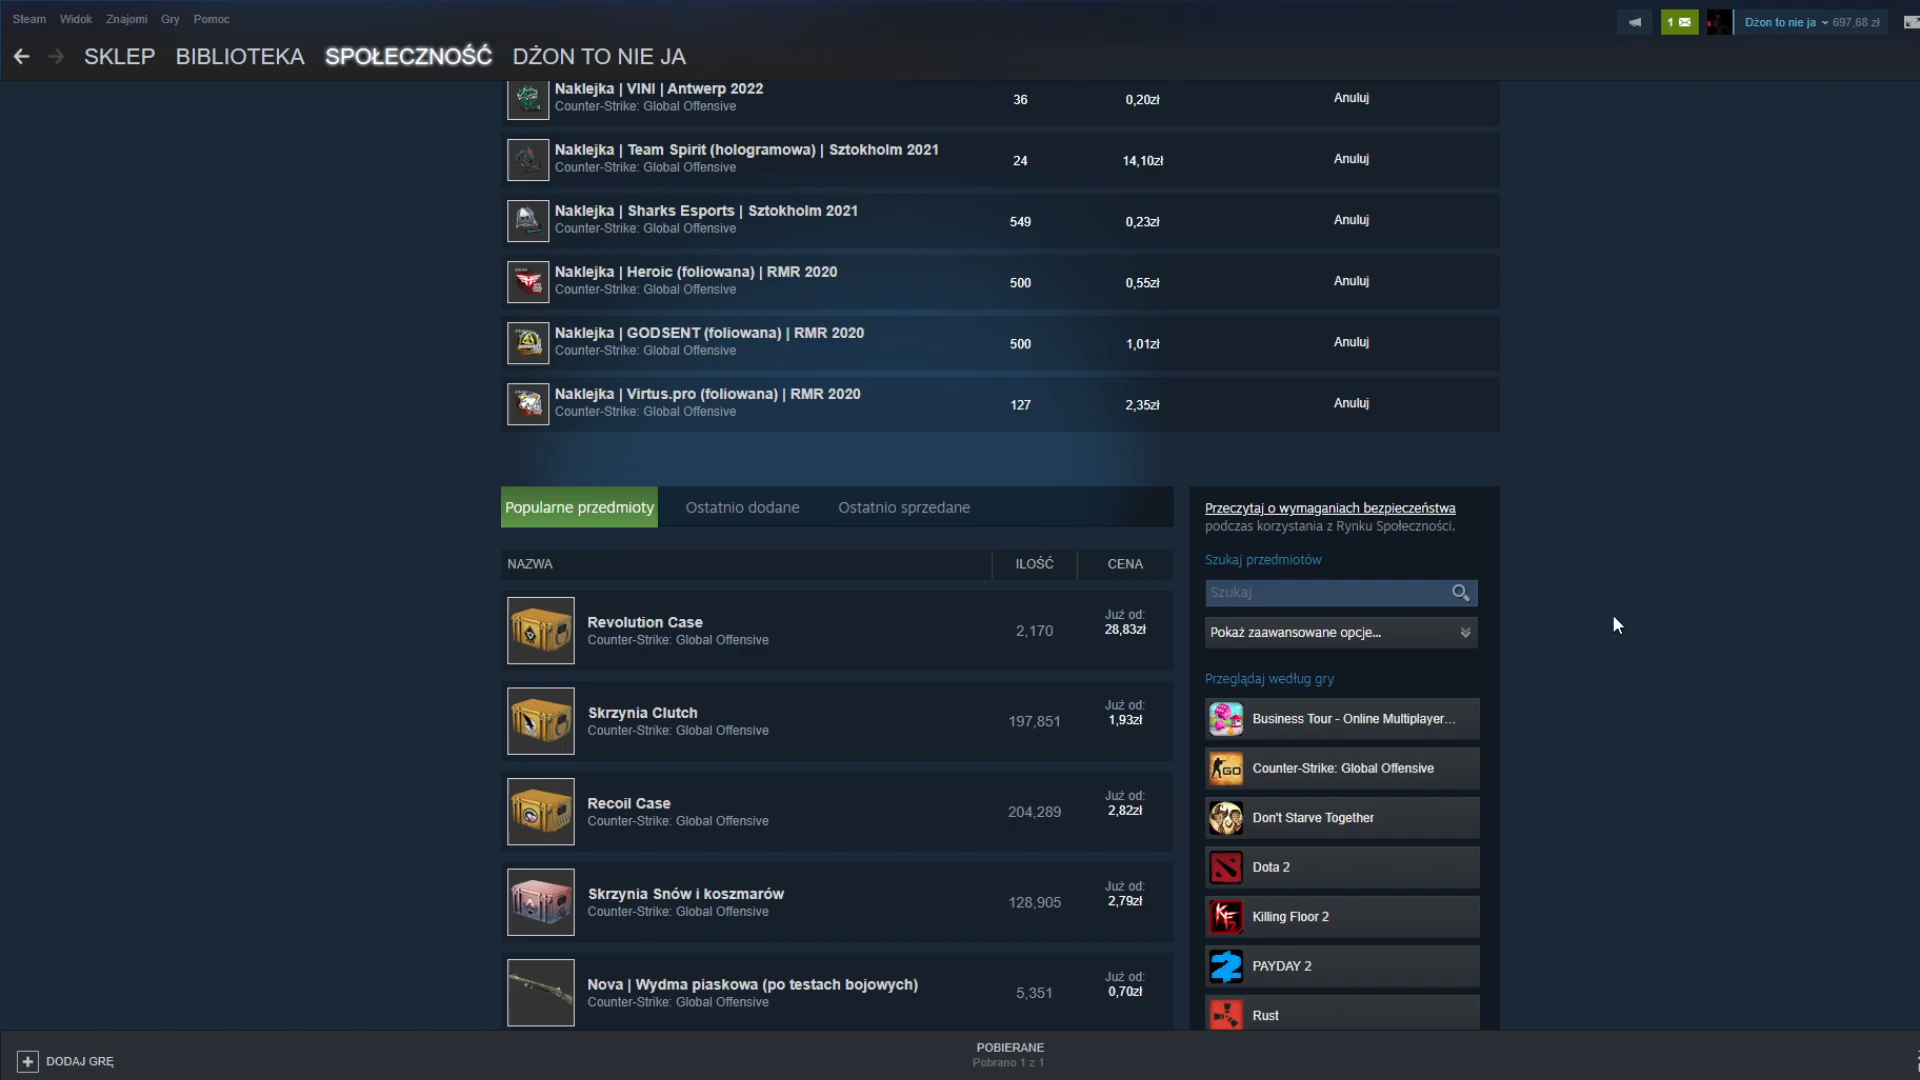 Steam Widok Znajomi Gry Pomoc
1 Dżon to nie ja 697,68 zł
SKLEP BIBLIOTEKA SPOŁECZNOŚĆ DŻON TO NIE JA
Naklejka | VINI | Antwerp 2022
Counter-Strike: Global Offensive
36 0,20zł Anuluj
Naklejka | Team Spirit (hologramowa) | Sztokholm 2021
Counter-Strike: Global Offensive
24 14,10zł Anuluj
Naklejka | Sharks Esports | Sztokholm 2021
Counter-Strike: Global Offensive
549 0,23zł Anuluj
Naklejka | Heroic (foliowana) | RMR 2020
Counter-Strike: Global Offensive
500 0,55zł Anuluj
Naklejka | GODSENT (foliowana) | RMR 2020
Counter-Strike: Global Offensive
500 1,01zł Anuluj
Naklejka | Virtus.pro (foliowana) | RMR 2020
Counter-Strike: Global Offensive
127 2,35zł Anuluj
Popularne przedmioty Ostatnio dodane Ostatnio sprzedane
NAZWA ILOŚĆ CENA
Revolution Case
Counter-Strike: Global Offensive
2,170
Już od:
28,83zł
Skrzynia Clutch
Counter-Strike: Global Offensive
197,851
Już od:
1,93zł
Recoil Case
Counter-Strike: Global Offensive
204,289
Już od:
2,82zł
Skrzynia Snów i koszmarów
Counter-Strike: Global Offensive
128,905
Już od:
2,79zł
Nova | Wydma piaskowa (po testach bojowych)
Counter-Strike: Global Offensive
5,351
Już od:
0,70zł
Przeczytaj o wymaganiach bezpieczeństwa
podczas korzystania z Rynku Społeczności.
Szukaj przedmiotów
Szukaj
Pokaż zaawansowane opcje...
Przeglądaj według gry
Business Tour - Online Multiplayer...
Counter-Strike: Global Offensive
Don't Starve Together
Dota 2
Killing Floor 2
PAYDAY 2
Rust
DODAJ GRĘ
POBIERANE
Pobrano 1 z 1